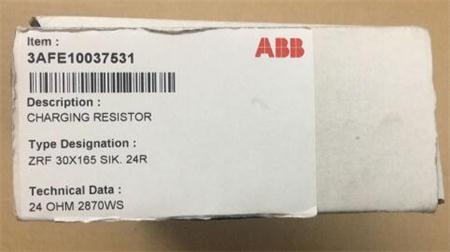 Item :
ABB
3AFE10037531
Description :
CHARGING RESISTOR
Type Designation :
ZRF 30X165 SIK. 24R
Technical Data :
24 OHM 2870WS